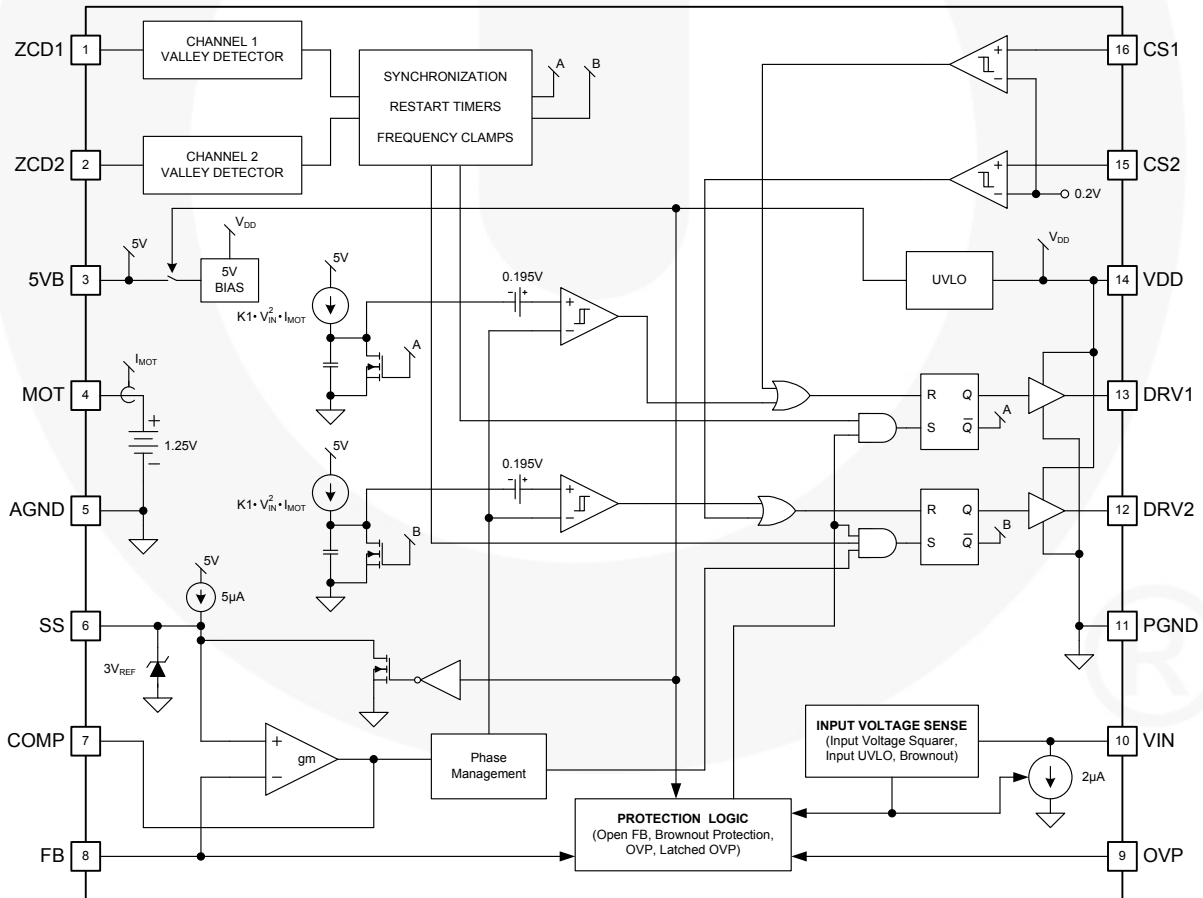 ZCD1
1
CHANNEL 1
VALLEY DETECTOR
SYNCHRONIZATION
RESTART TIMERS
FREQUENCY CLAMPS
A
B
16
CS1
ZCD2
2
CHANNEL 2
VALLEY DETECTOR
+
−
15
CS2
+
−
0.2V
5VB
3
5V
VDD
5V
BIAS
UVLO
VDD
14
VDD
5V
K1• V²IN • IMOT
A
0.195V
- +
+
−
MOT
4
IMOT
+
−
1.25V
R
S
Q
Q̅
A
13
DRV1
5V
K1• V²IN • IMOT
B
0.195V
- +
+
−
AGND
5
R
S
Q
Q̅
B
12
DRV2
SS
6
5V
5µA
3VREF
11
PGND
COMP
7
+
−
gm
Phase
Management
INPUT VOLTAGE SENSE
(Input Voltage Squarer,
Input UVLO, Brownout)
10
VIN
2µA
FB
8
PROTECTION LOGIC
(Open FB, Brownout Protection,
OVP, Latched OVP)
9
OVP
®